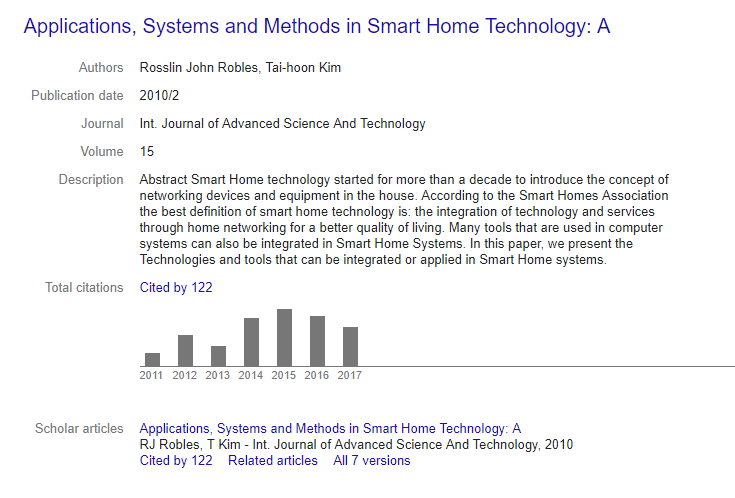 Applications, Systems and Methods in Smart Home Technology: A
Authors Rosslin John Robles, Tai-hoon Kim
Publication date 2010/2
Journal Int. Journal of Advanced Science And Technology
Volume 15
Description Abstract Smart Home technology started for more than a decade to introduce the concept of
networking devices and equipment in the house. According to the Smart Homes Association
the best definition of smart home technology is: the integration of technology and services
through home networking for a better quality of living. Many tools that are used in computer
systems can also be integrated in Smart Home Systems. In this paper, we present the
Technologies and tools that can be integrated or applied in Smart Home systems.
Total citations Cited by 122
2011 2012 2013 2014 2015 2016 2017
Scholar articles Applications, Systems and Methods in Smart Home Technology: A
RJ Robles, T Kim - Int. Journal of Advanced Science And Technology, 2010
Cited by 122 Related articles All 7 versions